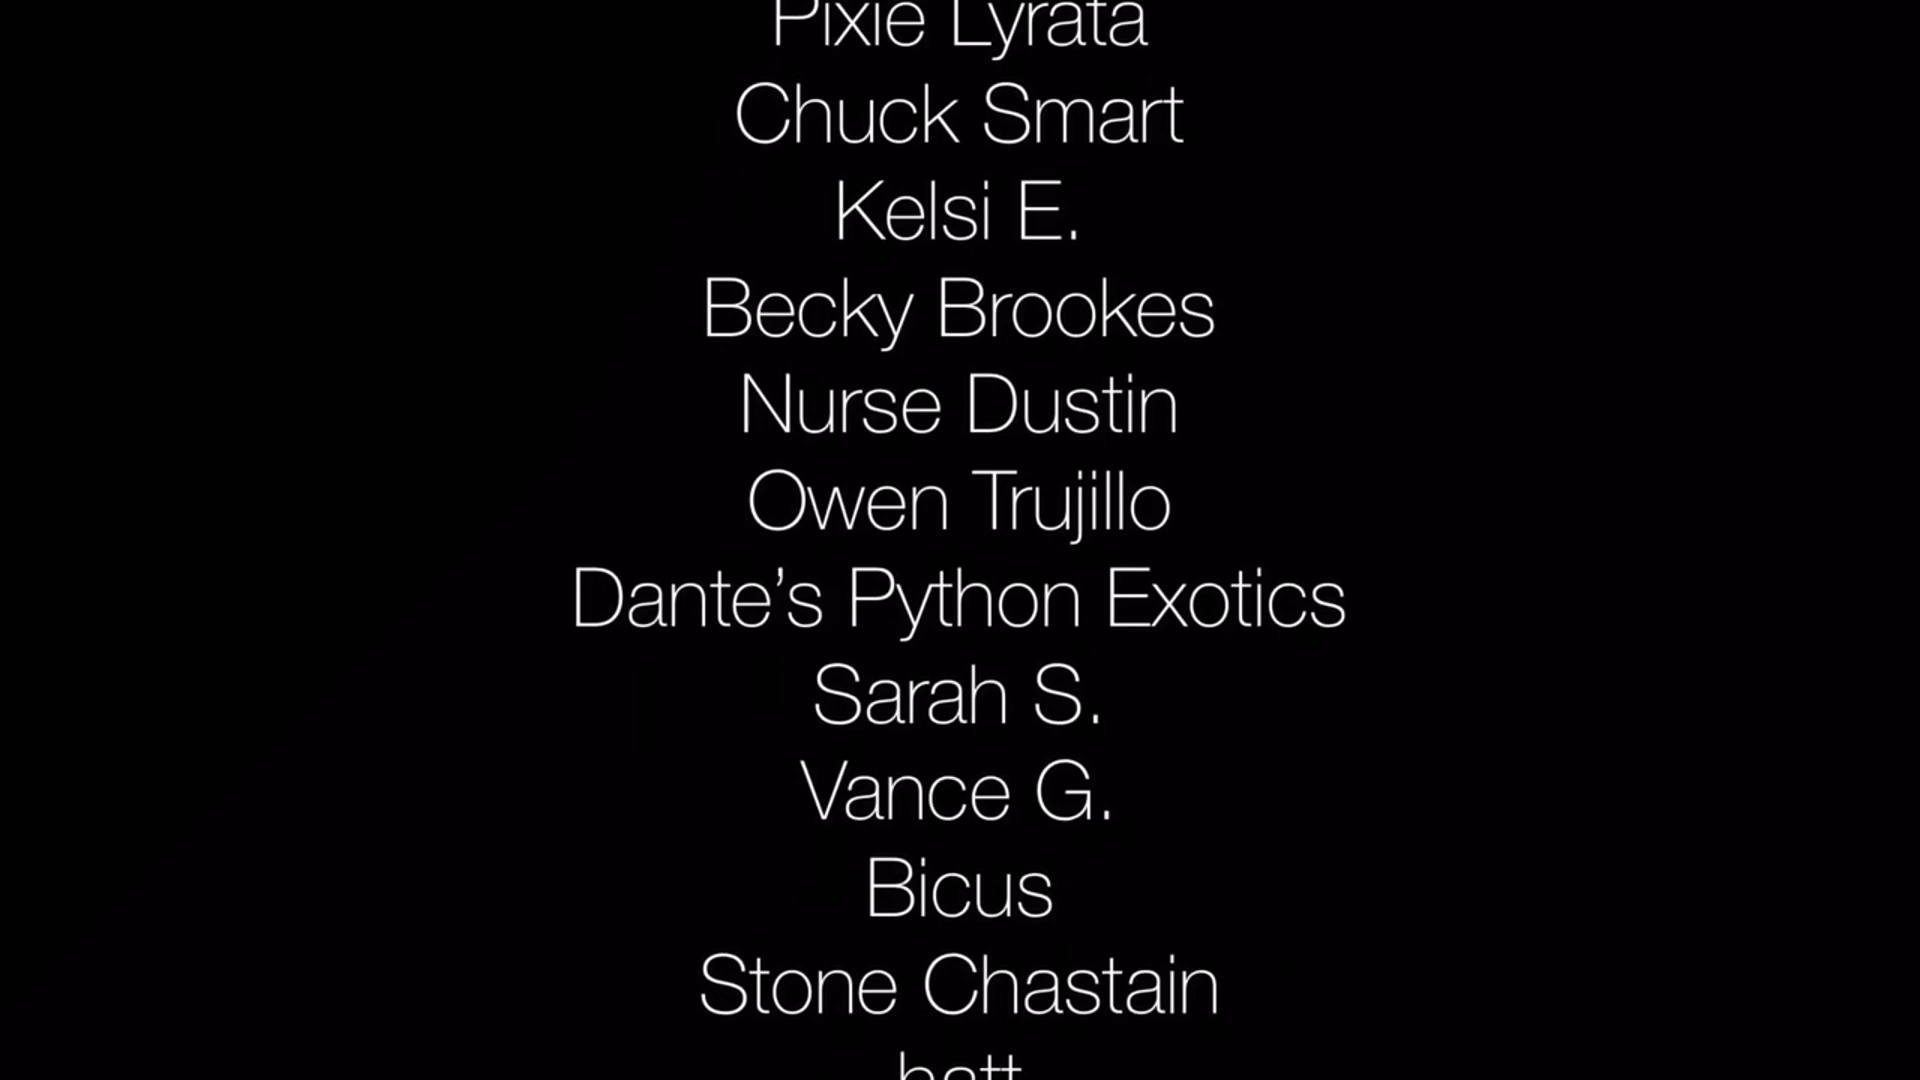 Pixie Lyrata
Chuck Smart
Kelsi E.
Becky Brookes
Nurse Dustin
Owen Trujillo
Dante’s Python Exotics
Sarah S.
Vance G.
Bicus
Stone Chastain